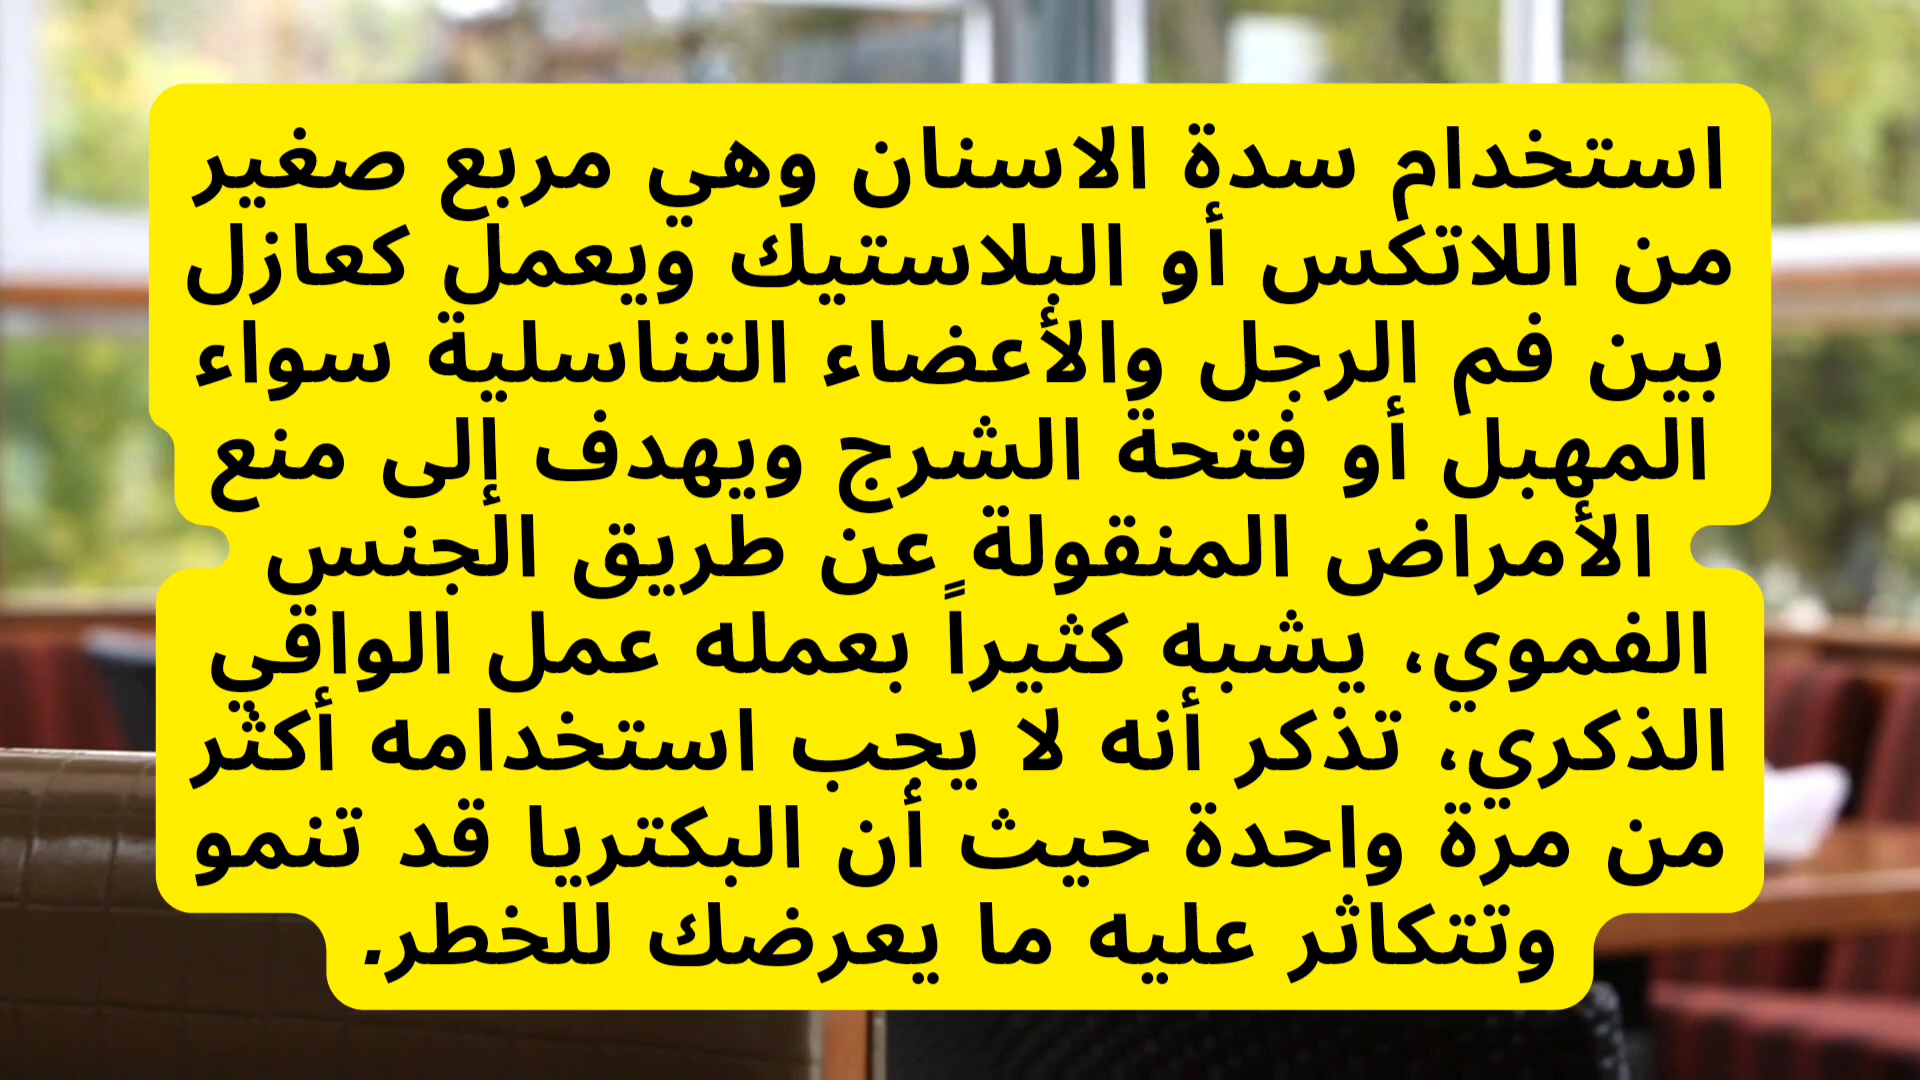 استخدام سدة الاسنان وهي مربع صغير
من اللاتكس أو البلاستيك ويعمل كعازل
بين فم الرجل والأعضاء التناسلية سواء
المهبل أو فتحة الشرج ويهدف إلى منع
الأمراض المنقولة عن طريق الجنس
الفموي، يشبه كثيراً بعمله عمل الواقي
الذكري، تذكر أنه لا يجب استخدامه أكثر
من مرة واحدة حيث أن البكتريا قد تنمو
وتتكاثر عليه ما يعرضك للخطر.